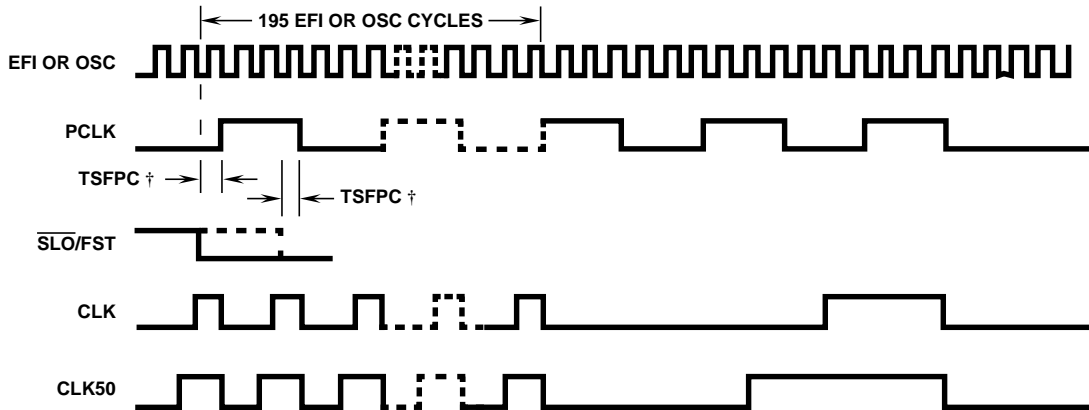 195 EFI OR OSC CYCLES
EFI OR OSC
PCLK
TSFPC †
TSFPC †
SLO/FST
CLK
CLK50